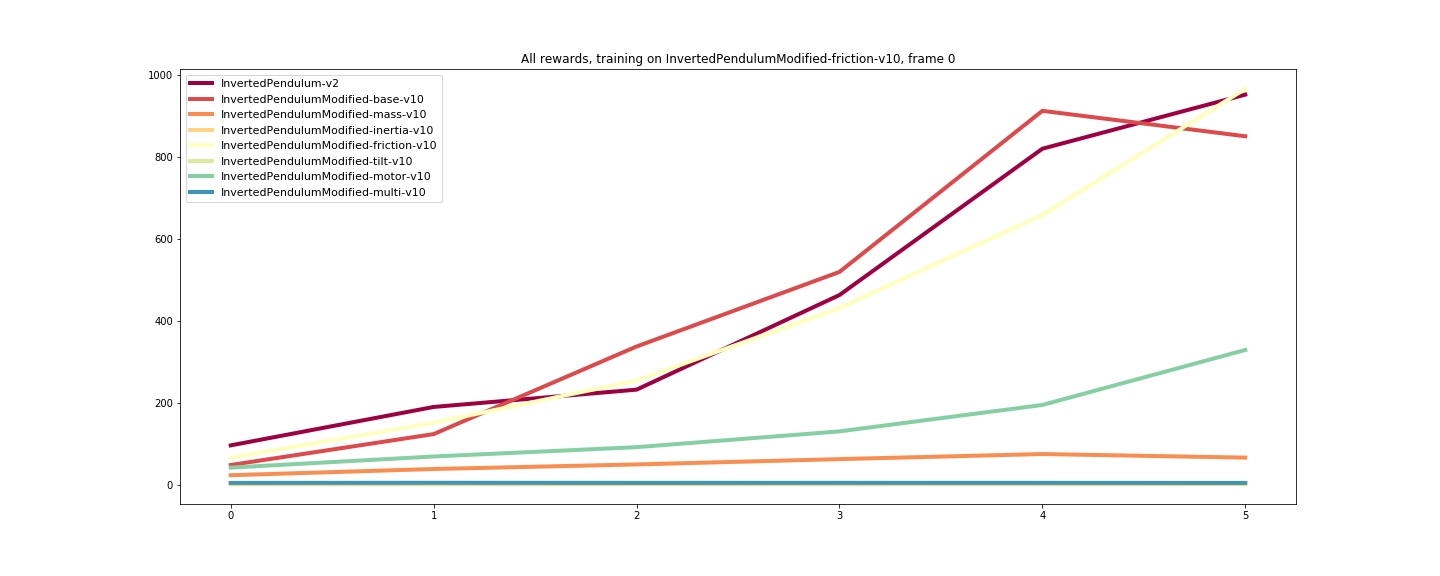 All rewards, training on InvertedPendulumModified-friction-v10, frame 0
1000
800
600
400
200
0
InvertedPendulum-v2
InvertedPendulumModified-base-v10
InvertedPendulumModified-mass-v10
InvertedPendulumModified-inertia-v10
InvertedPendulumModified-friction-v10
InvertedPendulumModified-tilt-v10
InvertedPendulumModified-motor-v10
InvertedPendulumModified-multi-v10
0 1 2 3 4 5